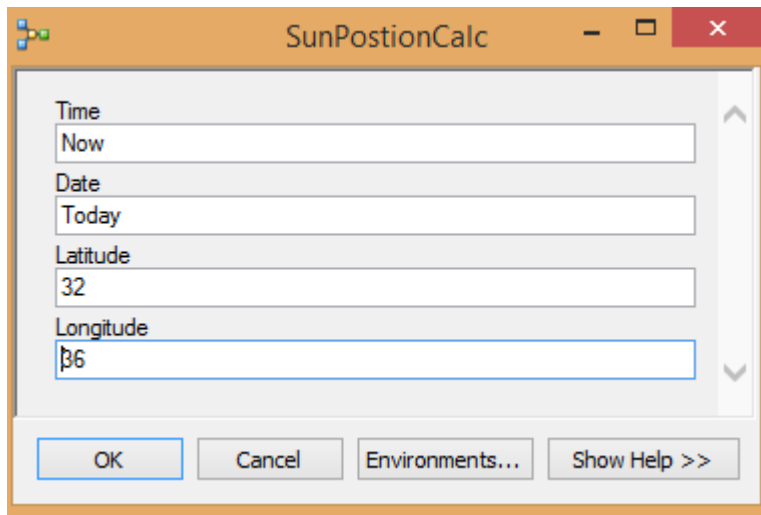 SunPostionCalc
Time
Now
Date
Today
Latitude
32
Longitude
36
OK Cancel Environments... Show Help >>